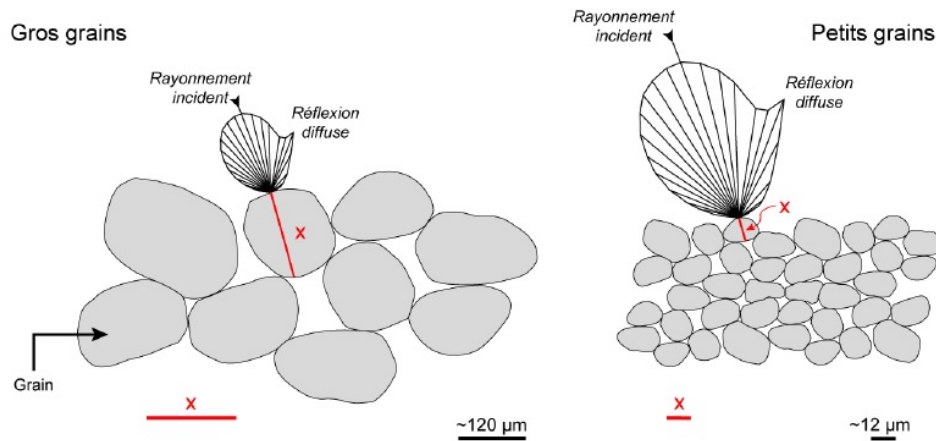 Gros grains
Rayonnement
incident
Réflexion
diffuse
x
Grain
x
~120 µm
Rayonnement
incident
Petits grains
Réflexion
diffuse
x
x
~12 µm